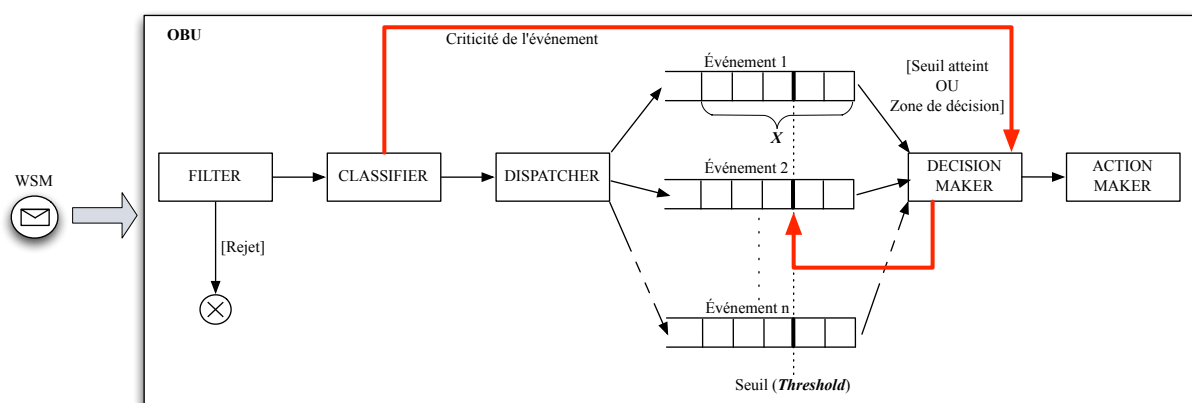 OBU
Criticité de l'événement
Événement 1
[Seuil atteint
OU
Zone de décision]
X
WSM
FILTER
CLASSIFIER
DISPATCHER
Événement 2
DECISION
MAKER
ACTION
MAKER
[Rejet]
Événement n
Seuil (Threshold)